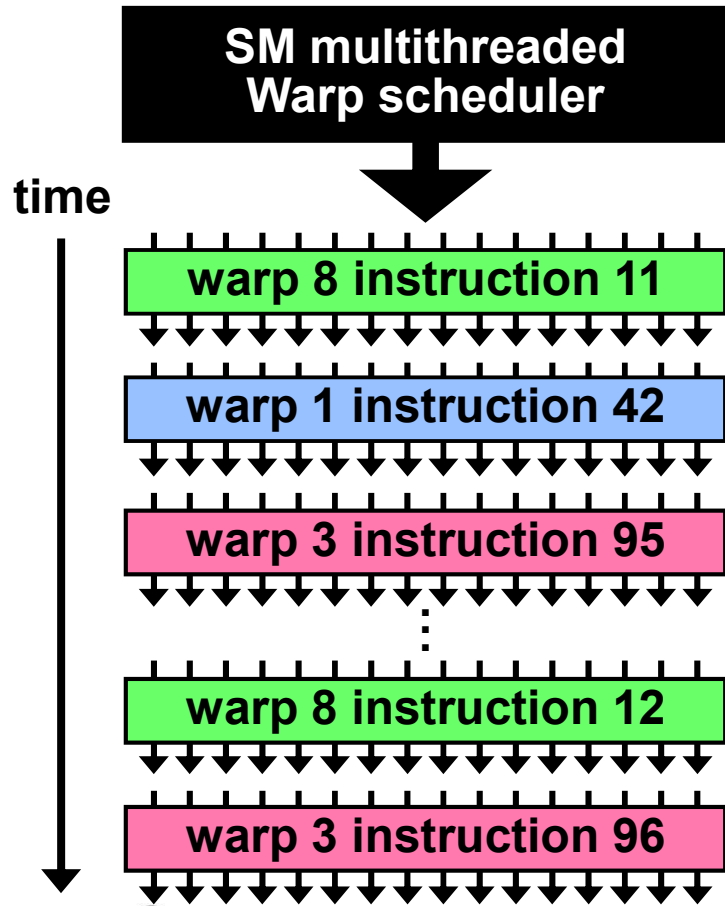 SM multithreaded
Warp scheduler
time
warp 8 instruction 11
warp 1 instruction 42
warp 3 instruction 95
⋮
warp 8 instruction 12
warp 3 instruction 96